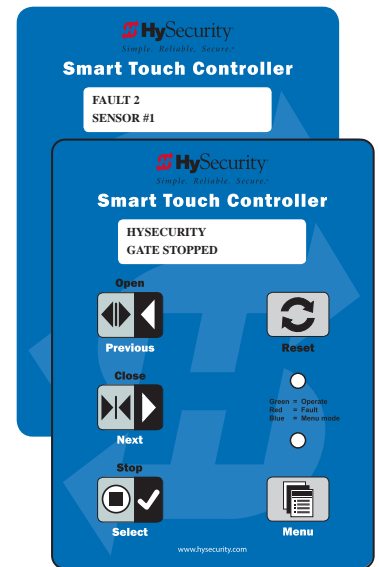 HySecurity
Simple. Reliable. Secure.
Smart Touch Controller
FAULT 2
SENSOR #1
HySecurity
Simple. Reliable. Secure.
Smart Touch Controller
HYSECURITY
GATE STOPPED
Open
Previous
Reset
Close
Next
Green = Operate
Red = Fault
Blue = Menu mode
Stop
Select
Menu
www.hysecurity.com